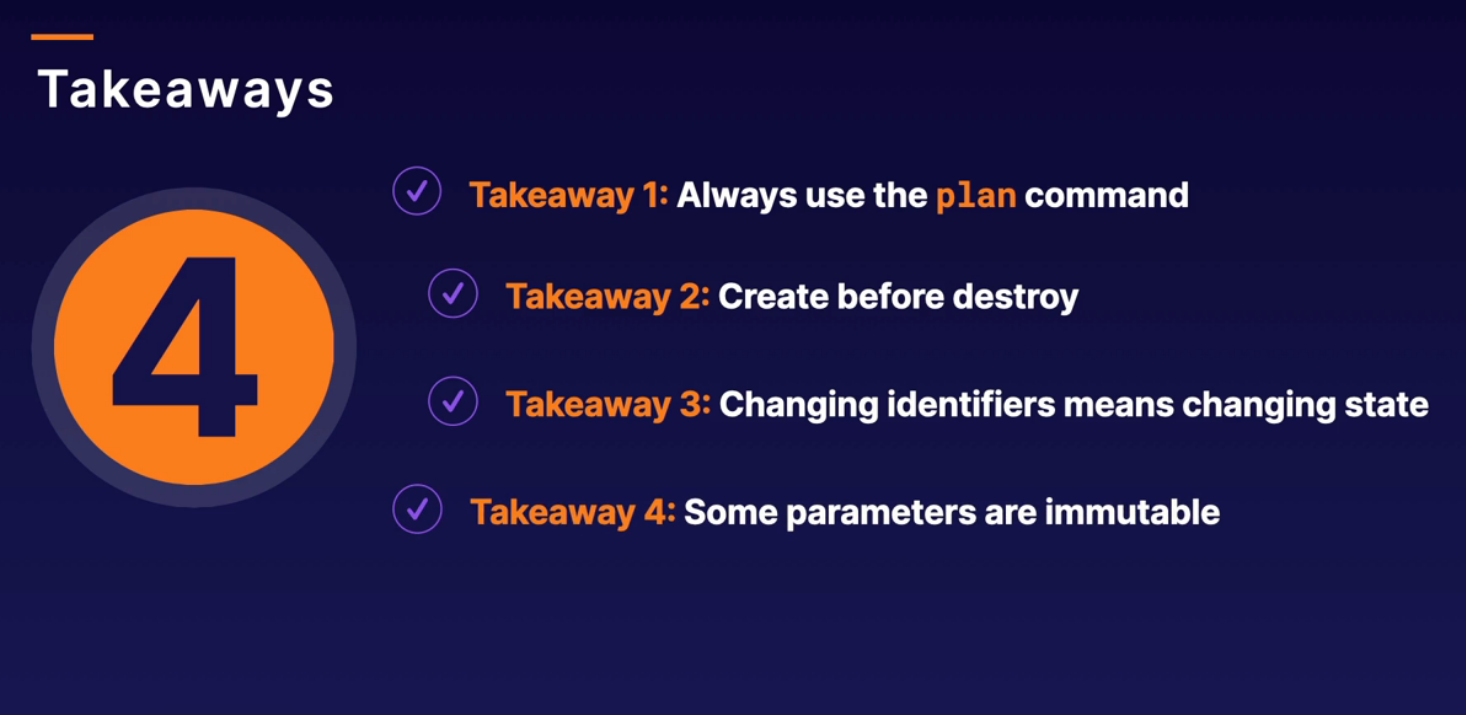 Takeaways
4
Takeaway 1: Always use the plan command
Takeaway 2: Create before destroy
Takeaway 3: Changing identifiers means changing state
Takeaway 4: Some parameters are immutable